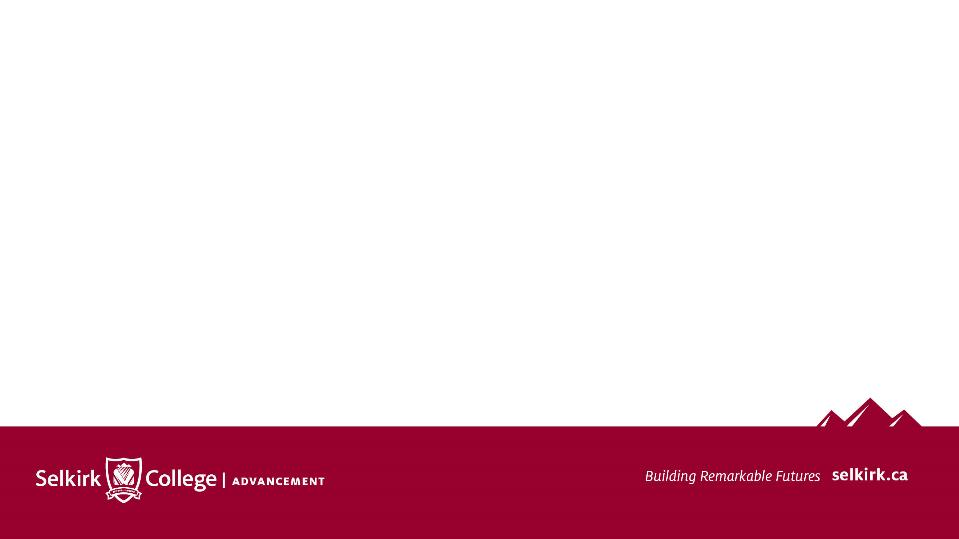 Selkirk College | ADVANCEMENT
Building Remarkable Futures selkirk.ca